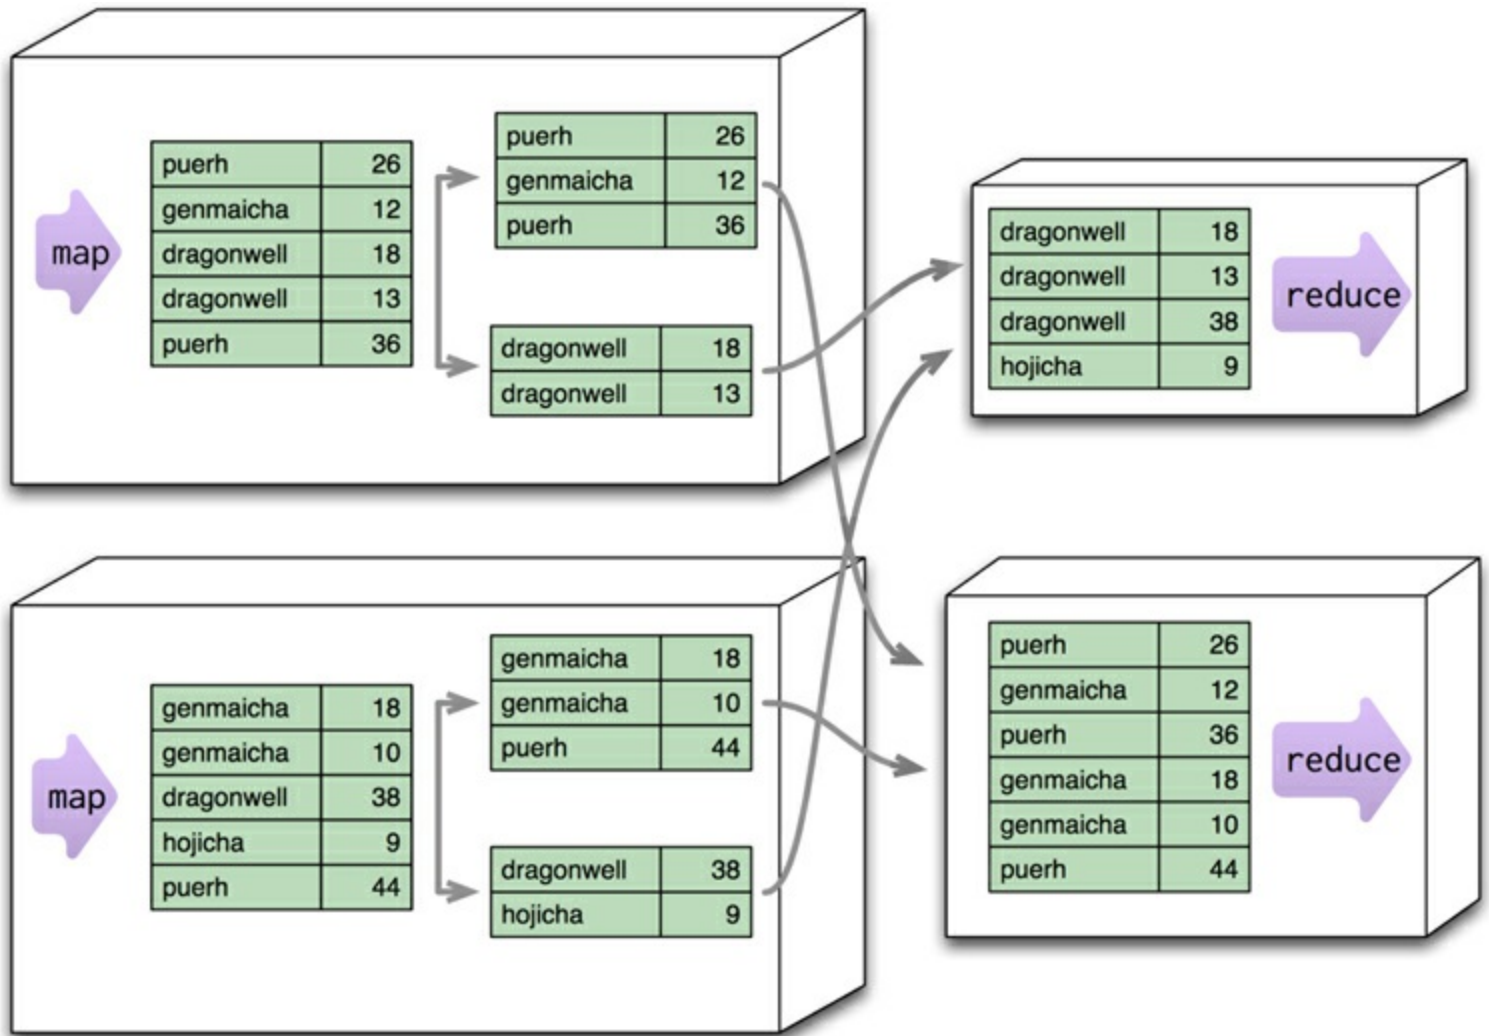 map
puerh 26
genmaicha 12
dragonwell 18
dragonwell 13
puerh 36
puerh 26
genmaicha 12
puerh 36
dragonwell 18
dragonwell 13
dragonwell 18
dragonwell 13
dragonwell 38
hojicha 9
reduce
map
genmaicha 18
genmaicha 10
dragonwell 38
hojicha 9
puerh 44
genmaicha 18
genmaicha 10
puerh 44
dragonwell 38
hojicha 9
puerh 26
genmaicha 12
puerh 36
genmaicha 18
genmaicha 10
puerh 44
reduce